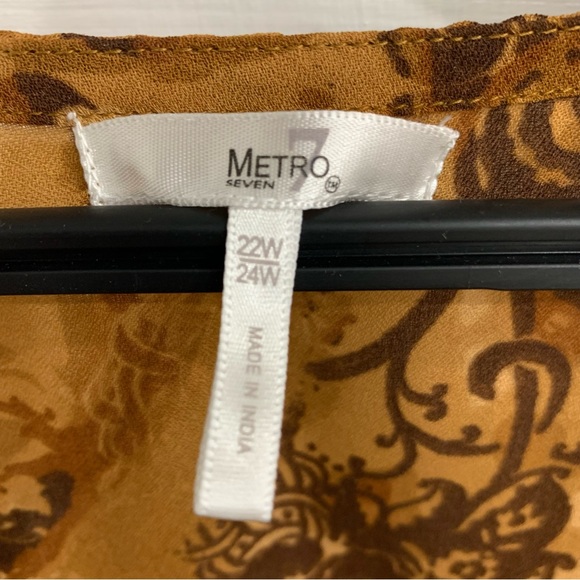 METRO 7
SEVEN TM
22W
24W
MADE IN INDIA